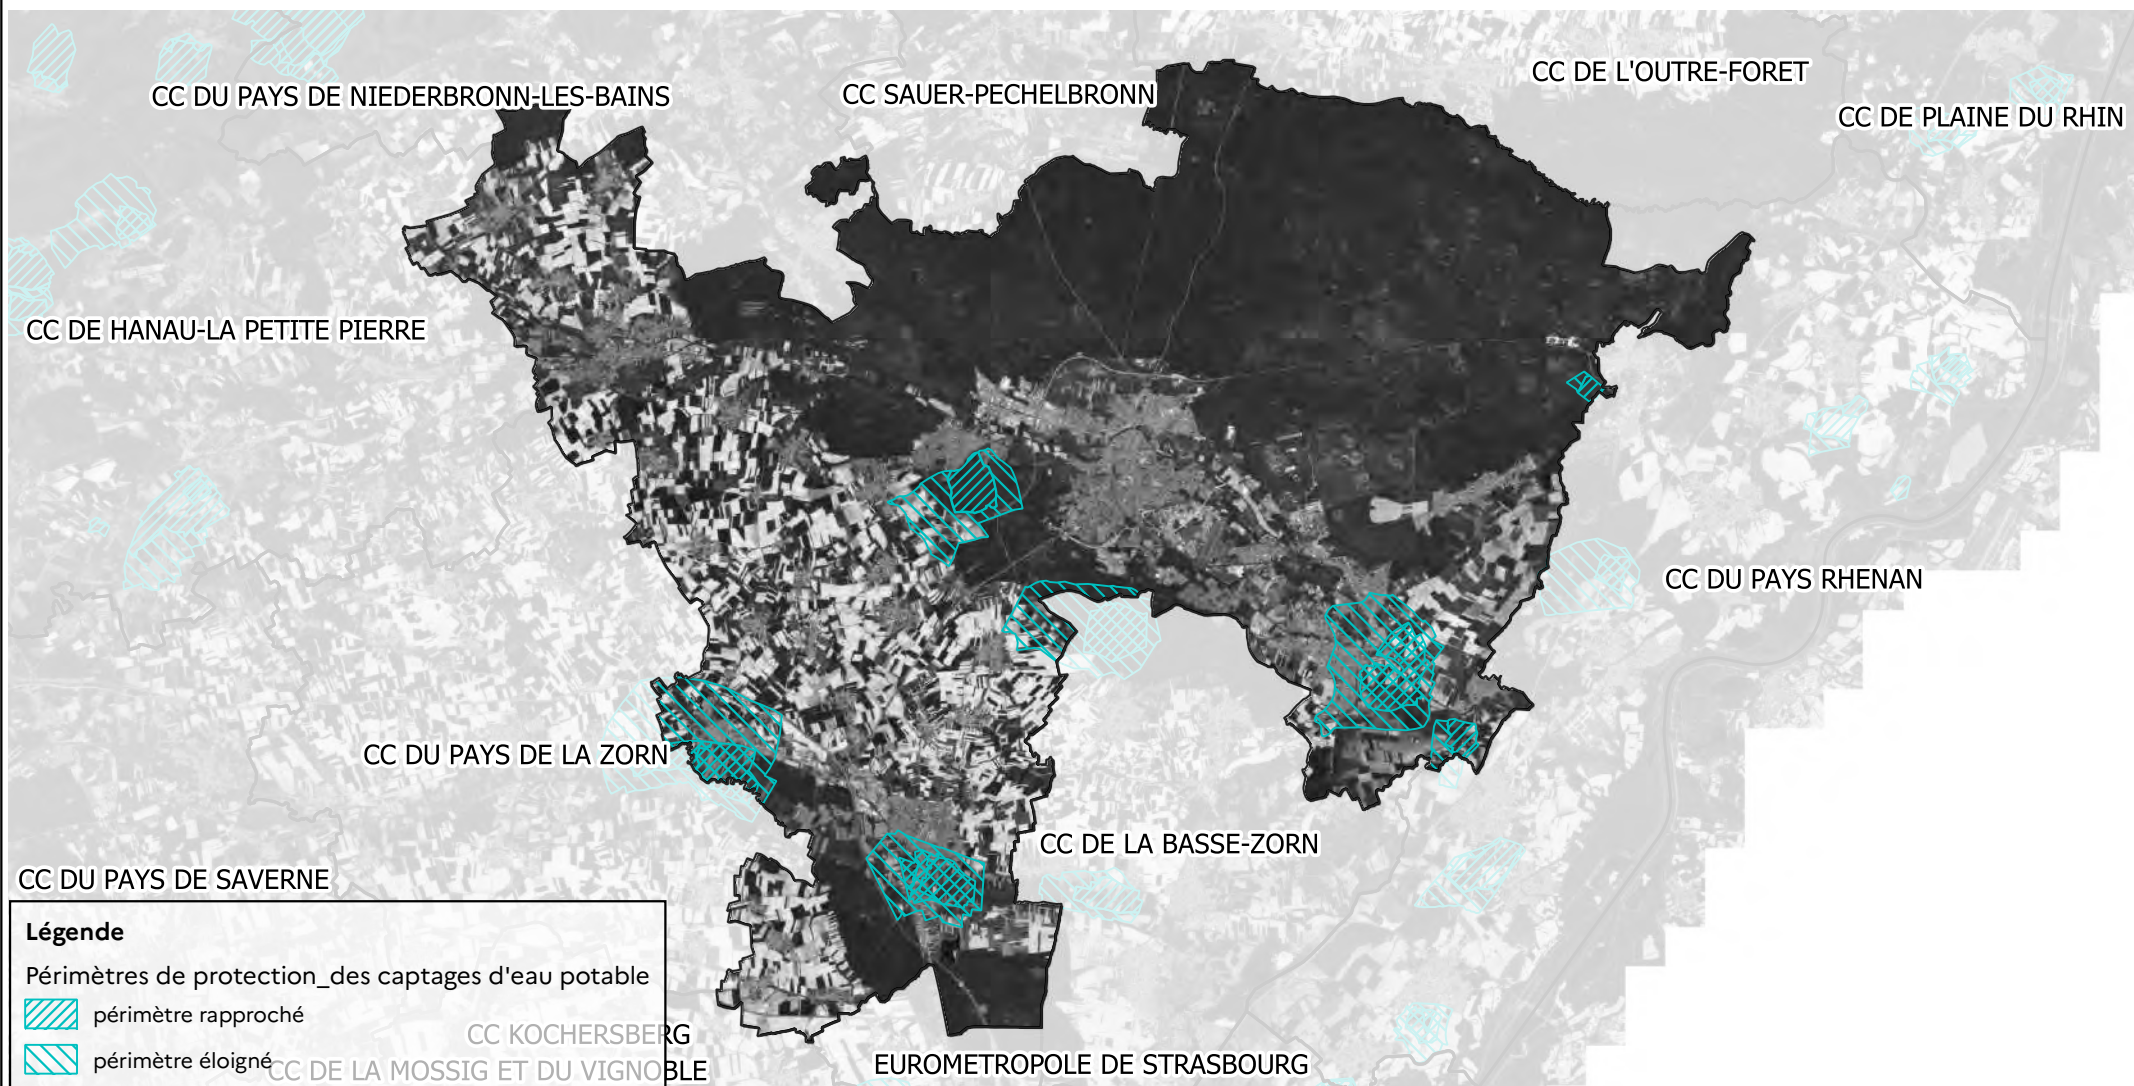 CC DE L'OUTRE-FORET
CC DU PAYS DE NIEDERBRONN-LES-BAINS
CC SAUER-PECHELBRONN
CC DE PLAINE DU RHIN
CC DE HANAU-LA PETITE PIERRE
CC DU PAYS RHENAN
CC DU PAYS DE LA ZORN
CC DE LA BASSE-ZORN
CC DU PAYS DE SAVERNE
Légende
Périmètres de protection_des captages d'eau potable
périmètre rapproché
périmètre éloigné
CC KOCHERSBERG
CC DE LA MOSSIG ET DU VIGNOBLE
EUROMETROPOLE DE STRASBOURG